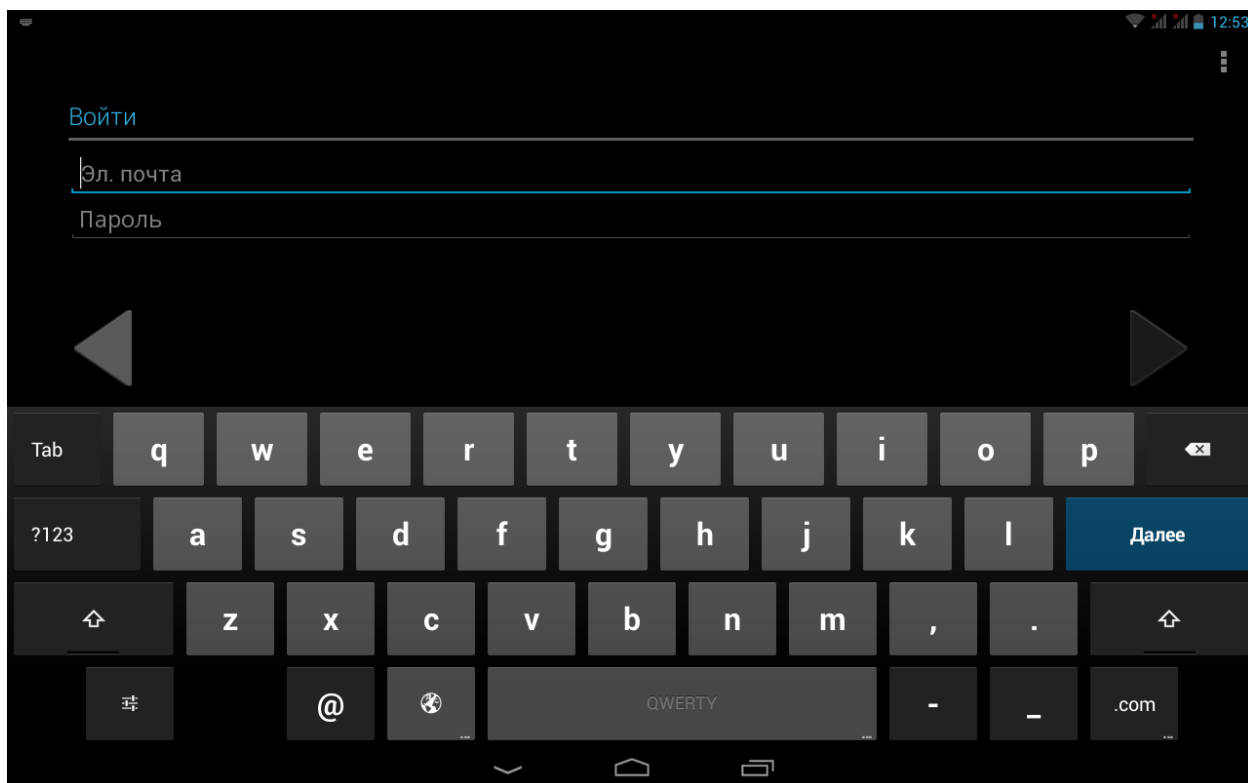 12:53
Войти
Эл. почта
Пароль
Tab q w e r t y u i o p
?123 a s d f g h j k l Далее
z x c v b n m , .
@ QWERTY - _ .com